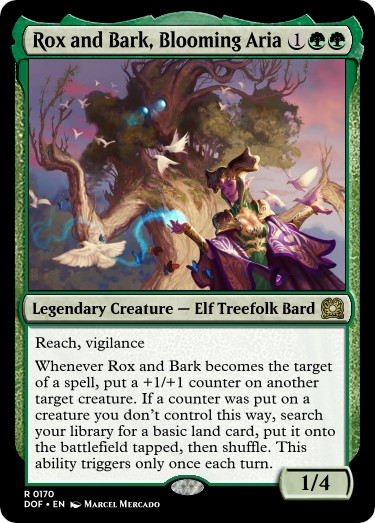 Rox and Bark, Blooming Aria 1
Legendary Creature — Elf Treefolk Bard
Reach, vigilance
Whenever Rox and Bark becomes the target
of a spell, put a +1/+1 counter on another
target creature. If a counter was put on a
creature you don't control this way, search
your library for a basic land card, put it onto
the battlefield tapped, then shuffle. This
ability triggers only once each turn.
1/4
R 0170
DOF • EN Marcel Mercado